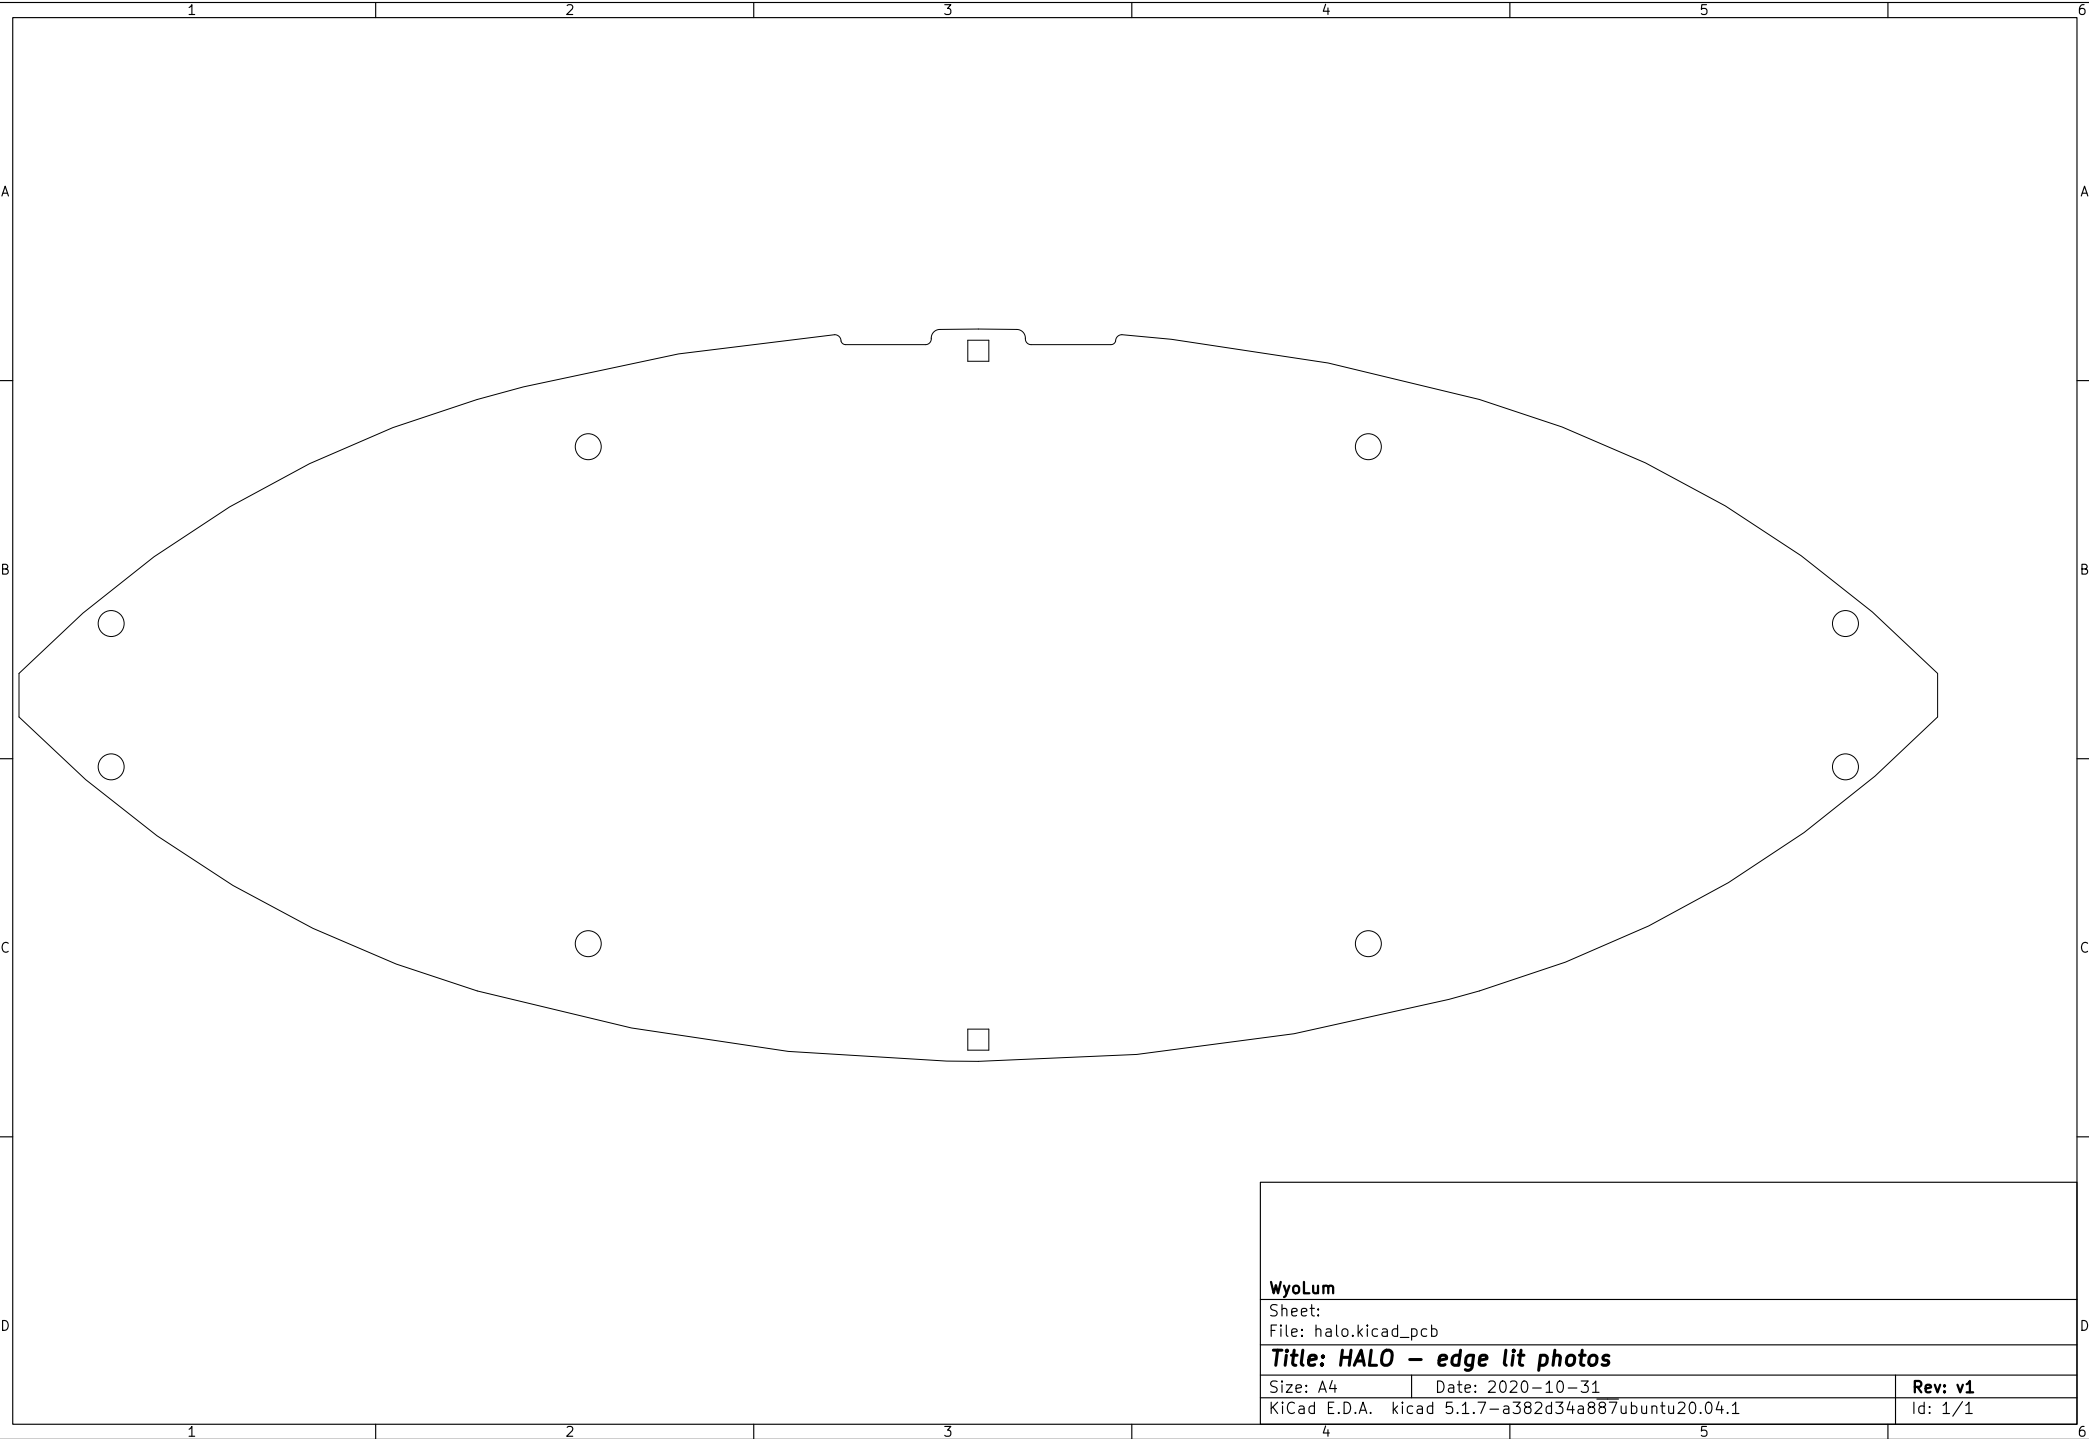 1 2 3 4 5 6
A A
B B
C C
D D
WyoLum
Sheet:
File: halo.kicad_pcb
Title: HALO – edge lit photos
Size: A4 Date: 2020-10-31 Rev: v1
KiCad E.D.A. kicad 5.1.7-a382d34a887ubuntu20.04.1 Id: 1/1
1 2 3 4 5 6